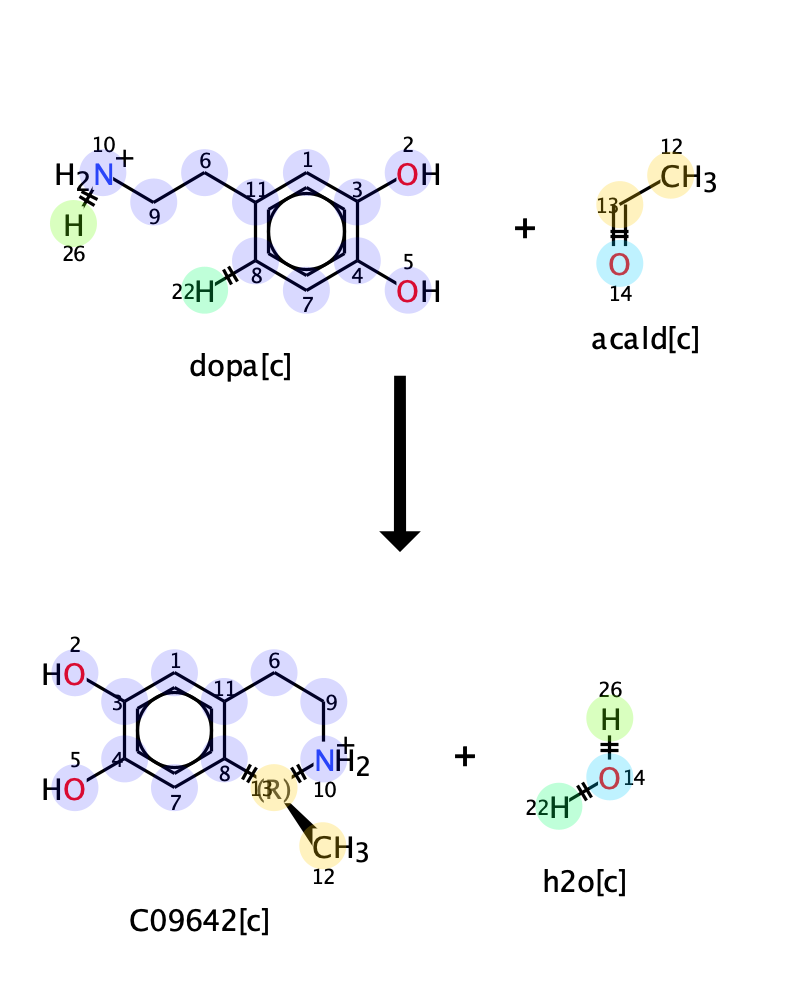 10 + 6 1 2 12
H2N 11 3 OH CH3
9 13
H 26 22H 8 4 5 OH + O
7 14
dopa[c] acald[c]
2 1 6 26
HO 3 11 9 H
5 4 8 + NH2 + O 14
HO 7 13 (R) 10 22H
CH3
12 h2o[c]
C09642[c]